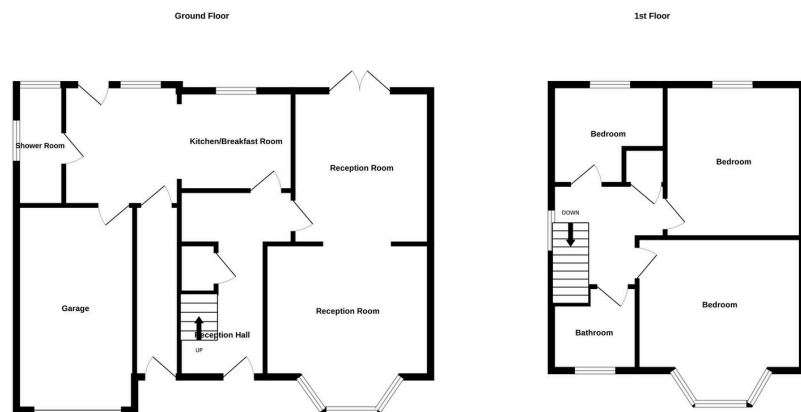 Ground Floor
1st Floor
Shower Room
Kitchen/Breakfast Room
Reception Room
Garage
Reception Room
Reception Hall
UP
Bedroom
Bedroom
DOWN
Bedroom
Bathroom